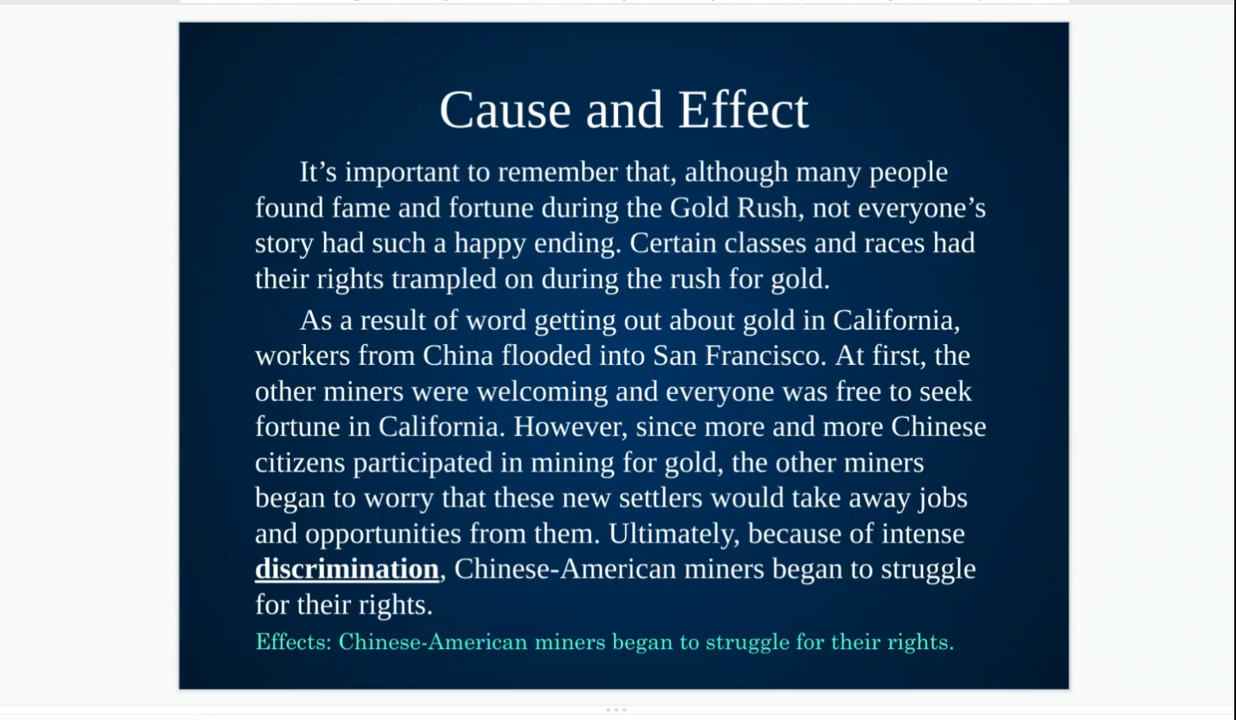 Cause and Effect
It’s important to remember that, although many people
found fame and fortune during the Gold Rush, not everyone’s
story had such a happy ending. Certain classes and races had
their rights trampled on during the rush for gold.
As a result of word getting out about gold in California,
workers from China flooded into San Francisco. At first, the
other miners were welcoming and everyone was free to seek
fortune in California. However, since more and more Chinese
citizens participated in mining for gold, the other miners
began to worry that these new settlers would take away jobs
and opportunities from them. Ultimately, because of intense
discrimination, Chinese-American miners began to struggle
for their rights.
Effects: Chinese-American miners began to struggle for their rights.